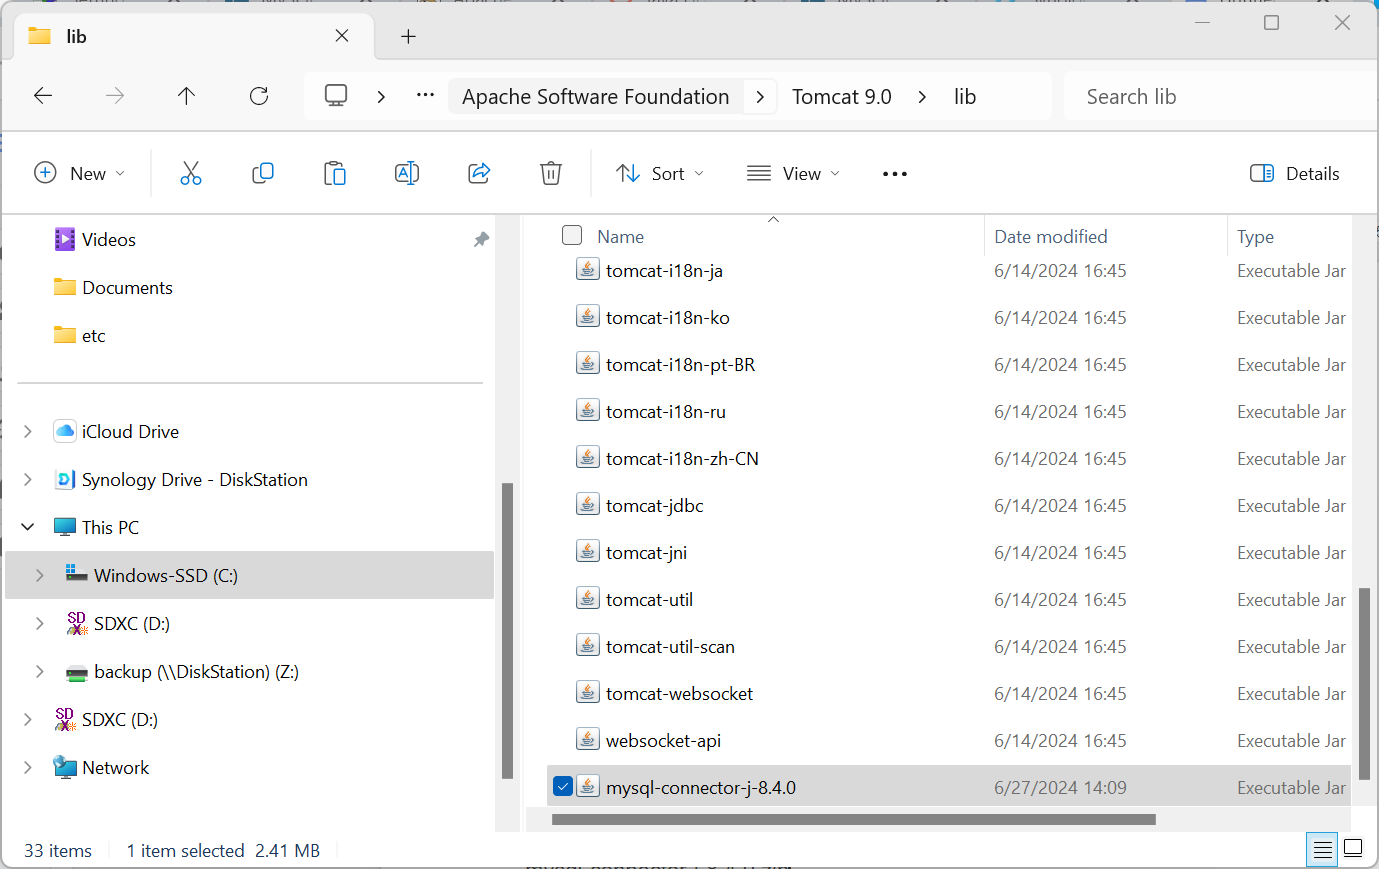 lib
Apache Software Foundation
Tomcat 9.0
lib
Search lib
New
Sort
View
Details
Videos
Documents
etc
iCloud Drive
Synology Drive - DiskStation
This PC
Windows-SSD (C:)
SDXC (D:)
backup (\\DiskStation) (Z:)
SDXC (D:)
Network
Name Date modified Type
tomcat-i18n-ja 6/14/2024 16:45 Executable Jar
tomcat-i18n-ko 6/14/2024 16:45 Executable Jar
tomcat-i18n-pt-BR 6/14/2024 16:45 Executable Jar
tomcat-i18n-ru 6/14/2024 16:45 Executable Jar
tomcat-i18n-zh-CN 6/14/2024 16:45 Executable Jar
tomcat-jdbc 6/14/2024 16:45 Executable Jar
tomcat-jni 6/14/2024 16:45 Executable Jar
tomcat-util 6/14/2024 16:45 Executable Jar
tomcat-util-scan 6/14/2024 16:45 Executable Jar
tomcat-websocket 6/14/2024 16:45 Executable Jar
websocket-api 6/14/2024 16:45 Executable Jar
mysql-connector-j-8.4.0 6/27/2024 14:09 Executable Jar
33 items 1 item selected 2.41 MB